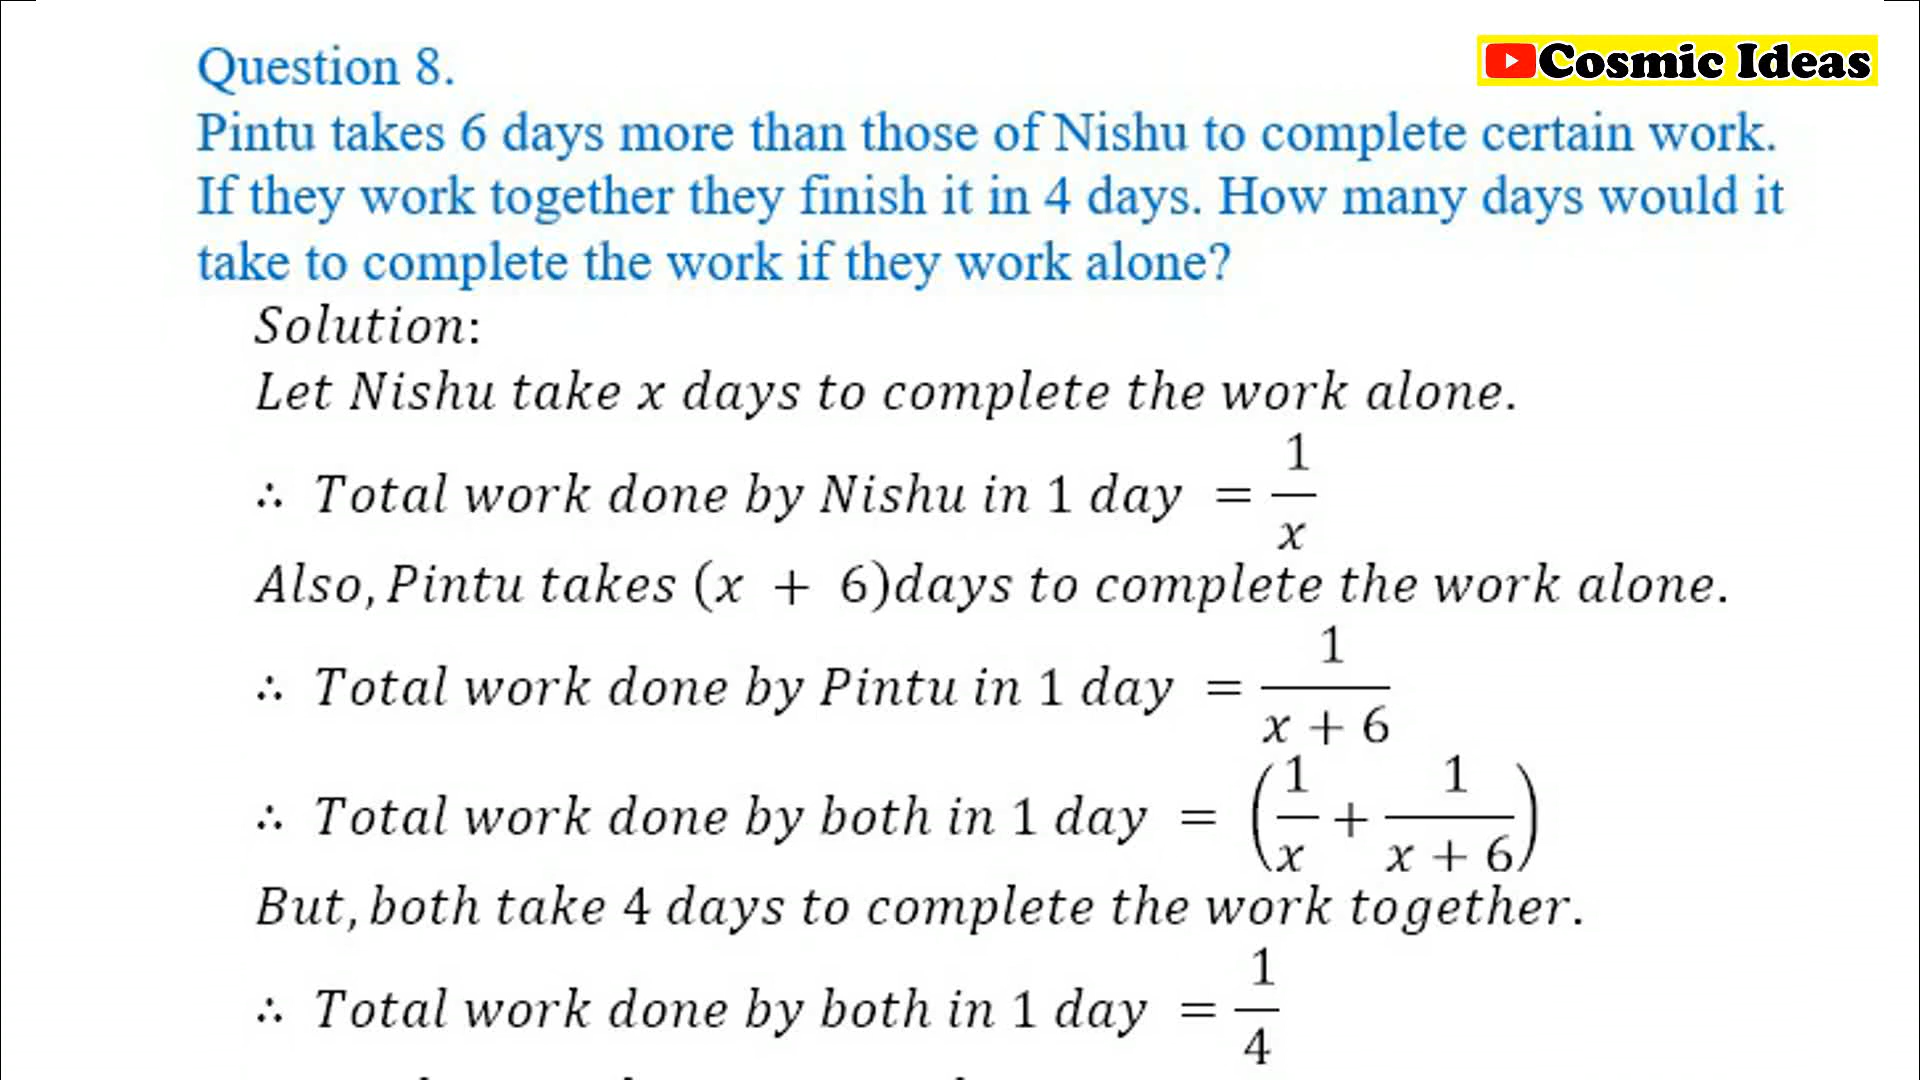 Cosmic Ideas
Question 8.
Pintu takes 6 days more than those of Nishu to complete certain work.
If they work together they finish it in 4 days. How many days would it
take to complete the work if they work alone?
Solution:
Let Nishu take x days to complete the work alone.
∴ Total work done by Nishu in 1 day = 1/x
Also, Pintu takes (x + 6)days to complete the work alone.
∴ Total work done by Pintu in 1 day = 1/(x + 6)
∴ Total work done by both in 1 day = (1/x + 1/(x + 6))
But, both take 4 days to complete the work together.
∴ Total work done by both in 1 day = 1/4